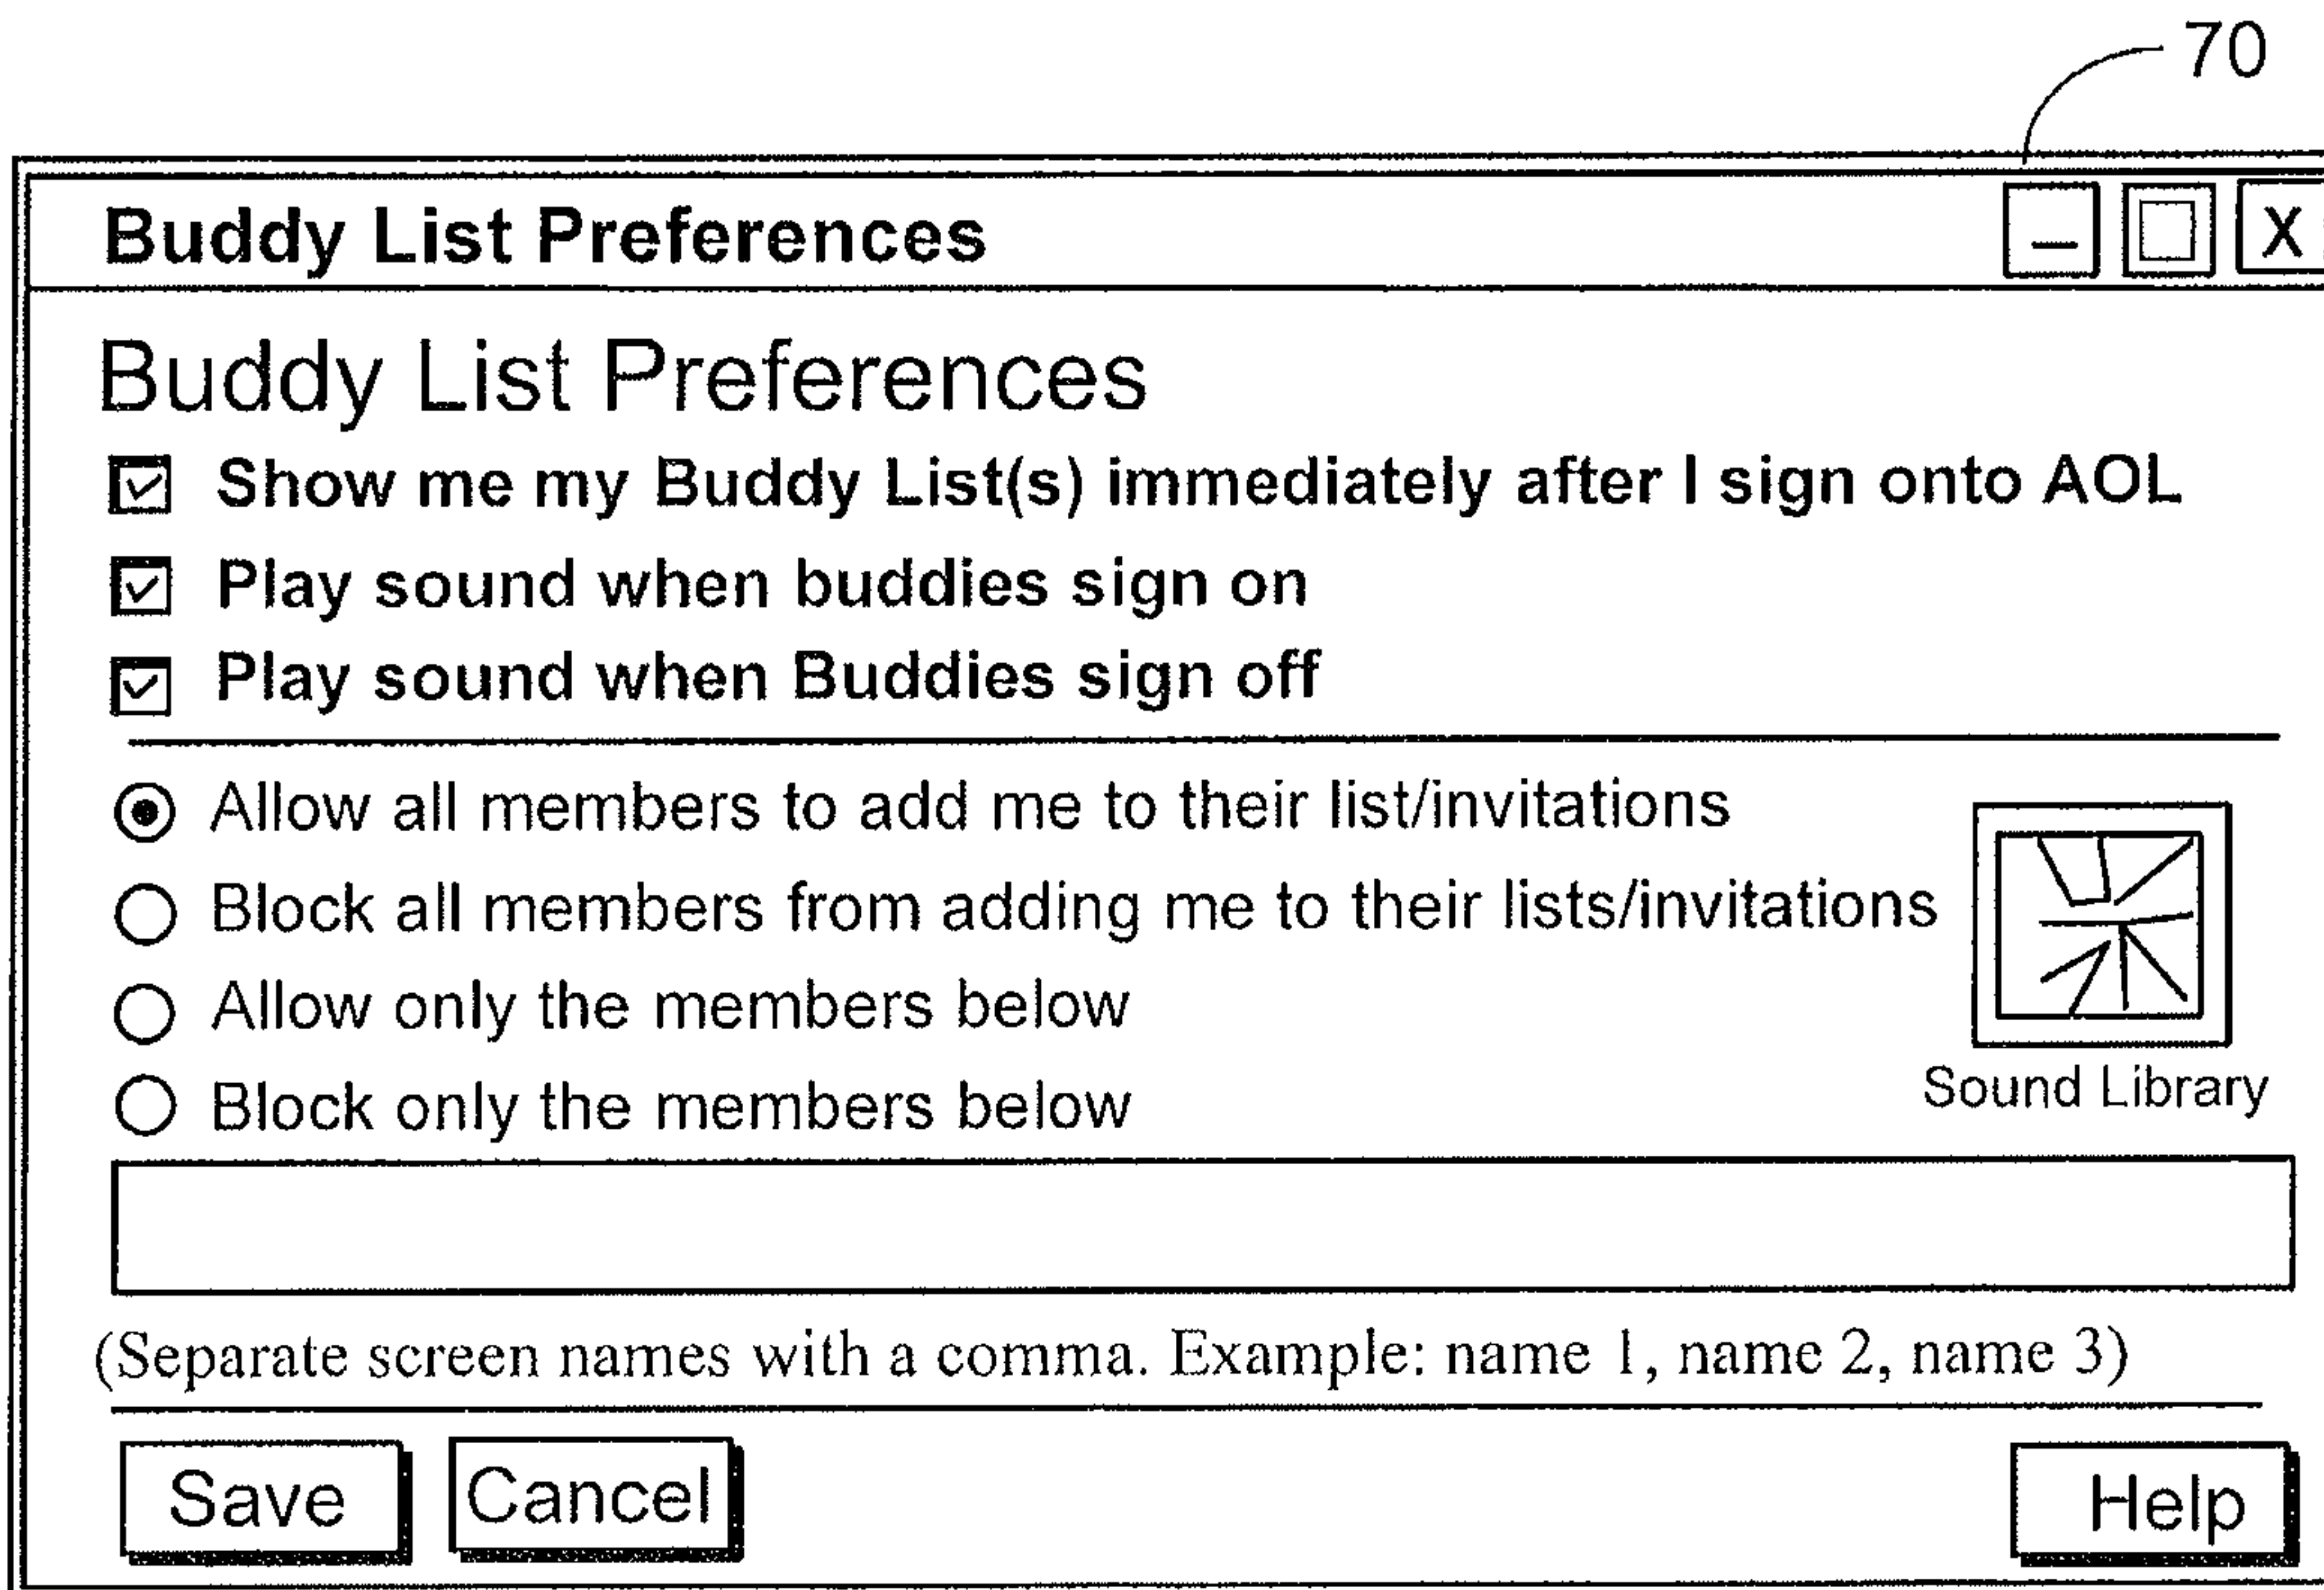 70
Buddy List Preferences
X
Buddy List Preferences
Show me my Buddy List(s) immediately after I sign onto AOL
Play sound when buddies sign on
Play sound when Buddies sign off
Allow all members to add me to their list/invitations
Block all members from adding me to their lists/invitations
Allow only the members below
Block only the members below
Sound Library
(Separate screen names with a comma. Example: name 1, name 2, name 3)
Save Cancel Help